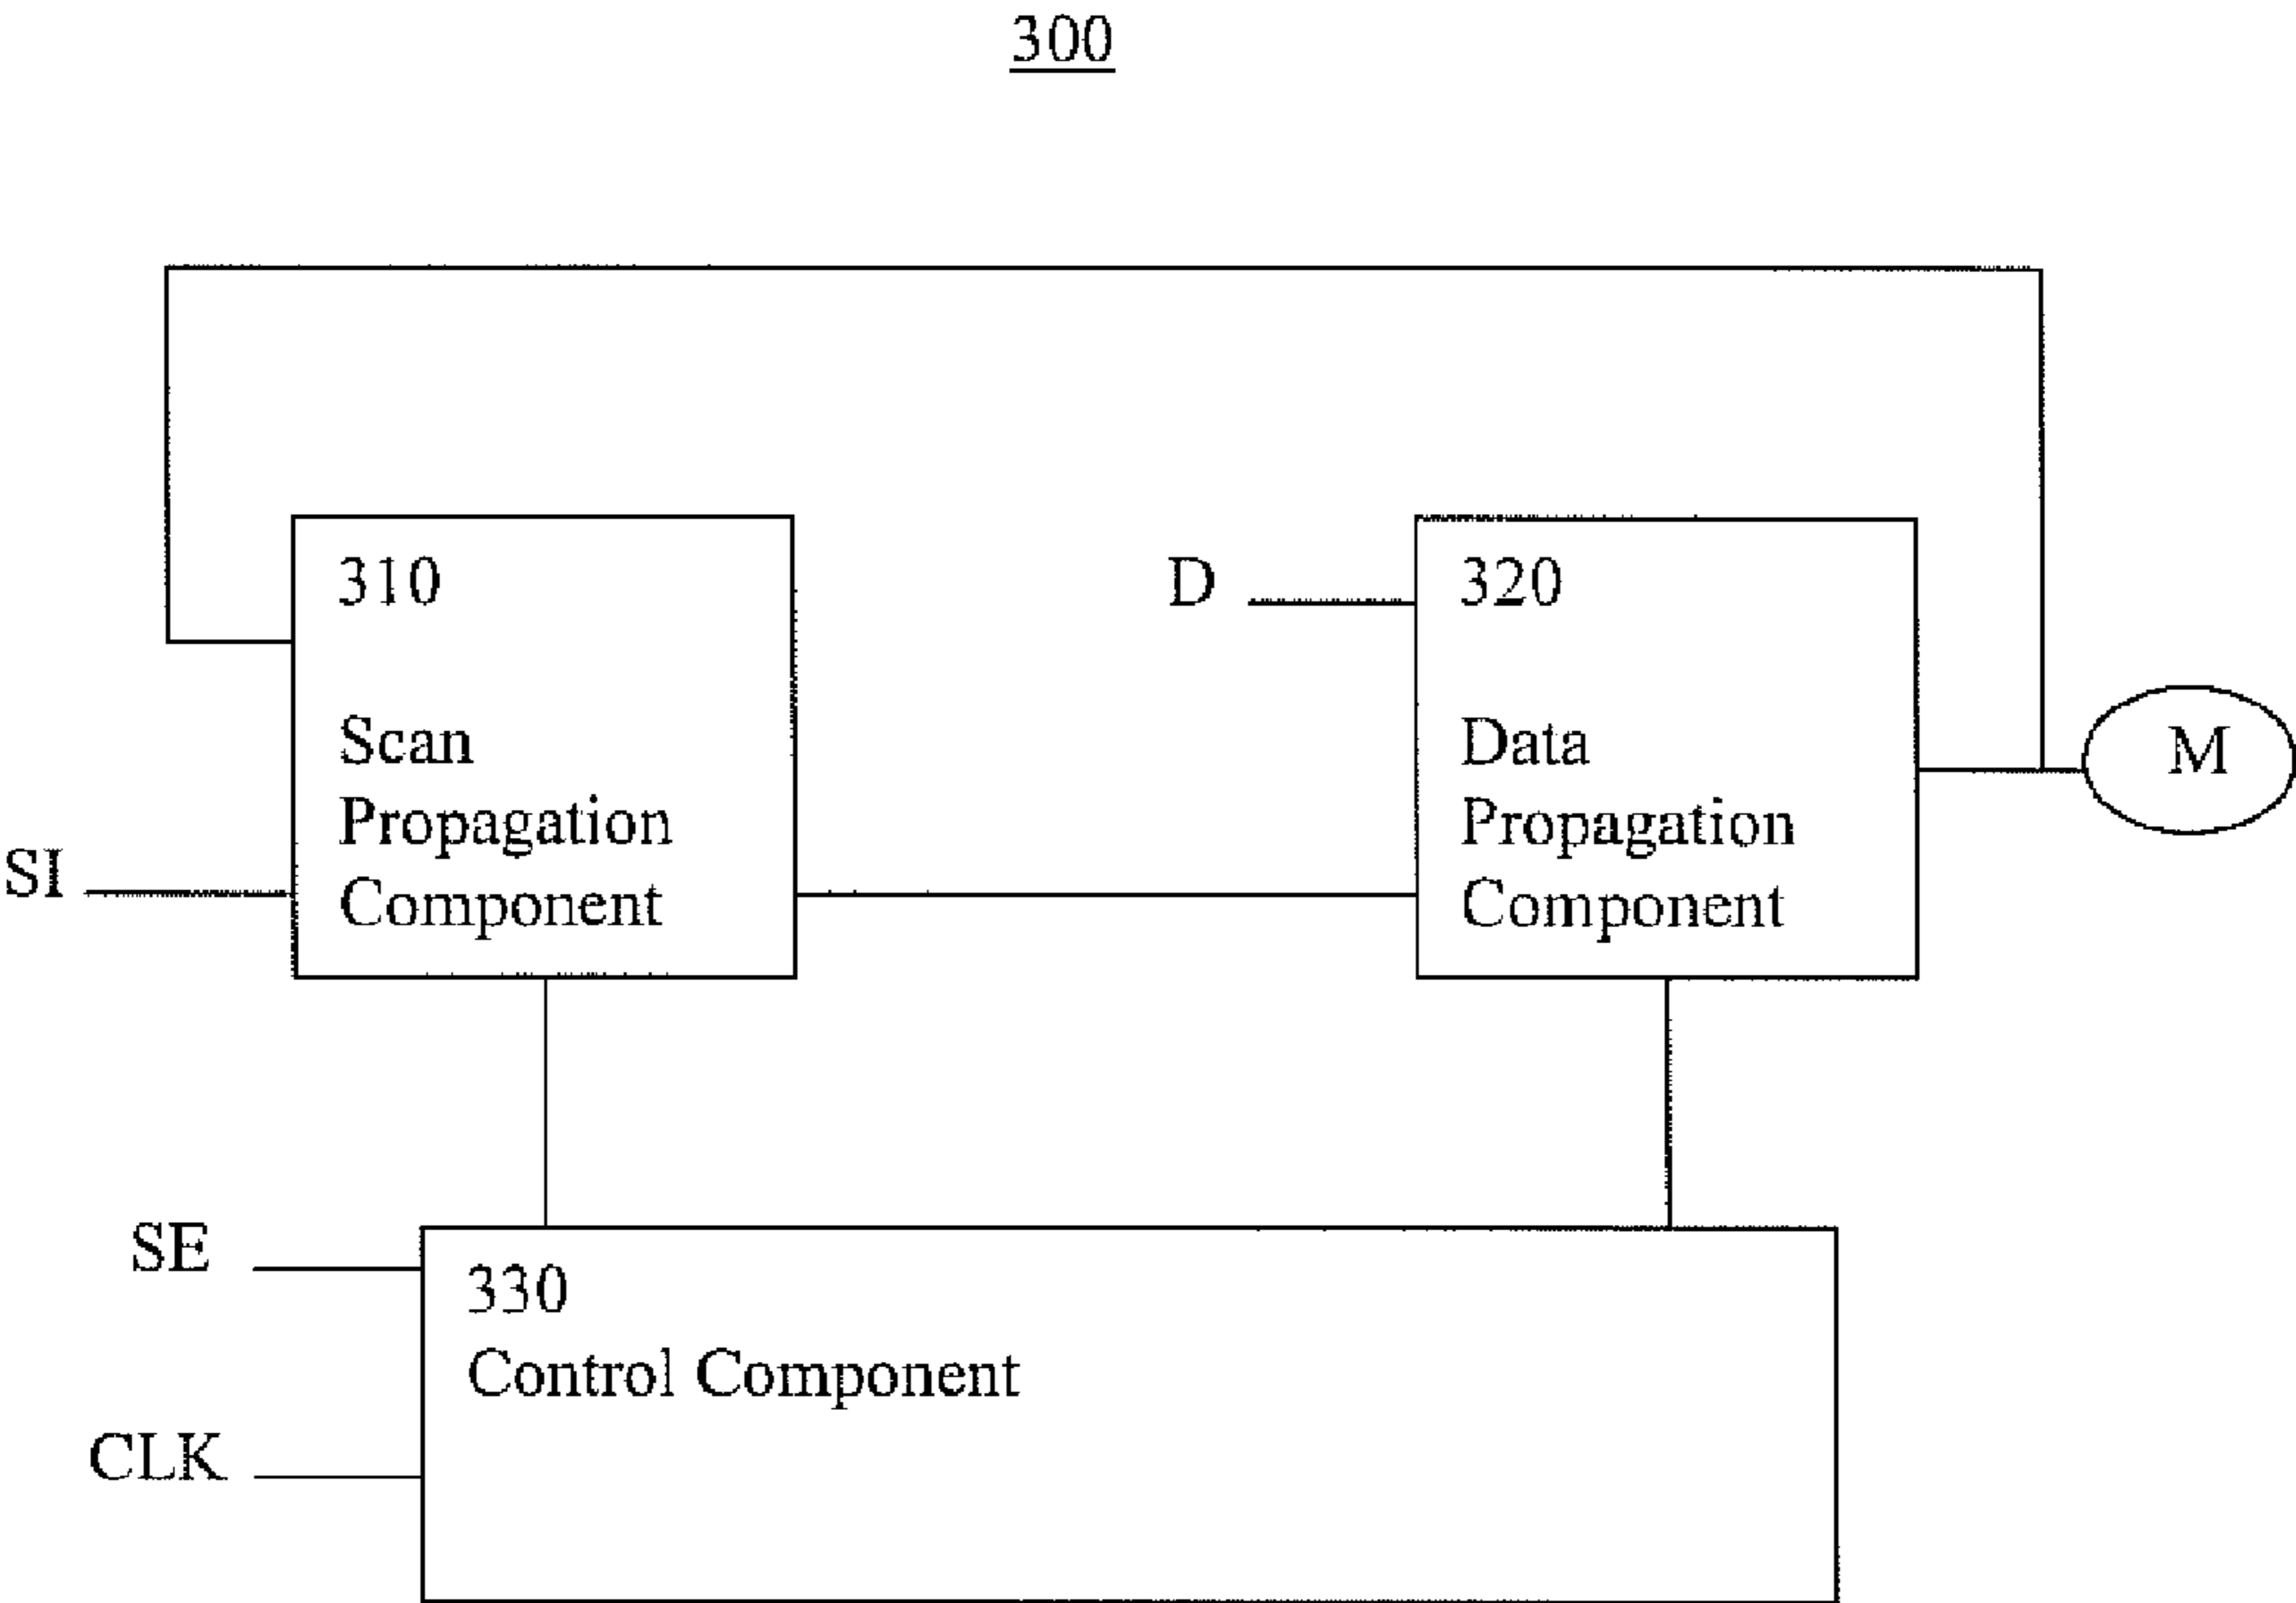 300
310
Scan
Propagation
Component
D
320
Data
Propagation
Component
M
SI
SE
330
Control Component
CLK